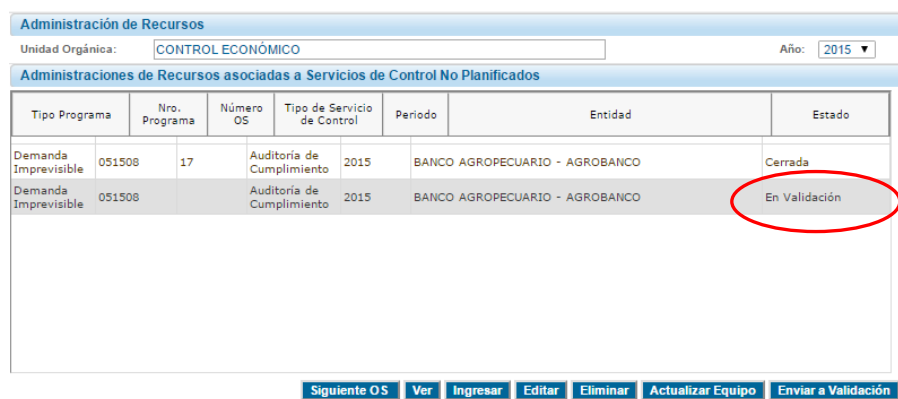 Administración de Recursos
Unidad Orgánica: CONTROL ECONÓMICO Año: 2015
Administraciones de Recursos asociadas a Servicios de Control No Planificados
Tipo Programa Nro. Programa Número OS Tipo de Servicio de Control Periodo Entidad Estado
Demanda Imprevisible 051508 17 Auditoría de Cumplimiento 2015 BANCO AGROPECUARIO - AGROBANCO Cerrada
Demanda Imprevisible 051508 Auditoría de Cumplimiento 2015 BANCO AGROPECUARIO - AGROBANCO En Validación
Siguiente OS Ver Ingresar Editar Eliminar Actualizar Equipo Enviar a Validación